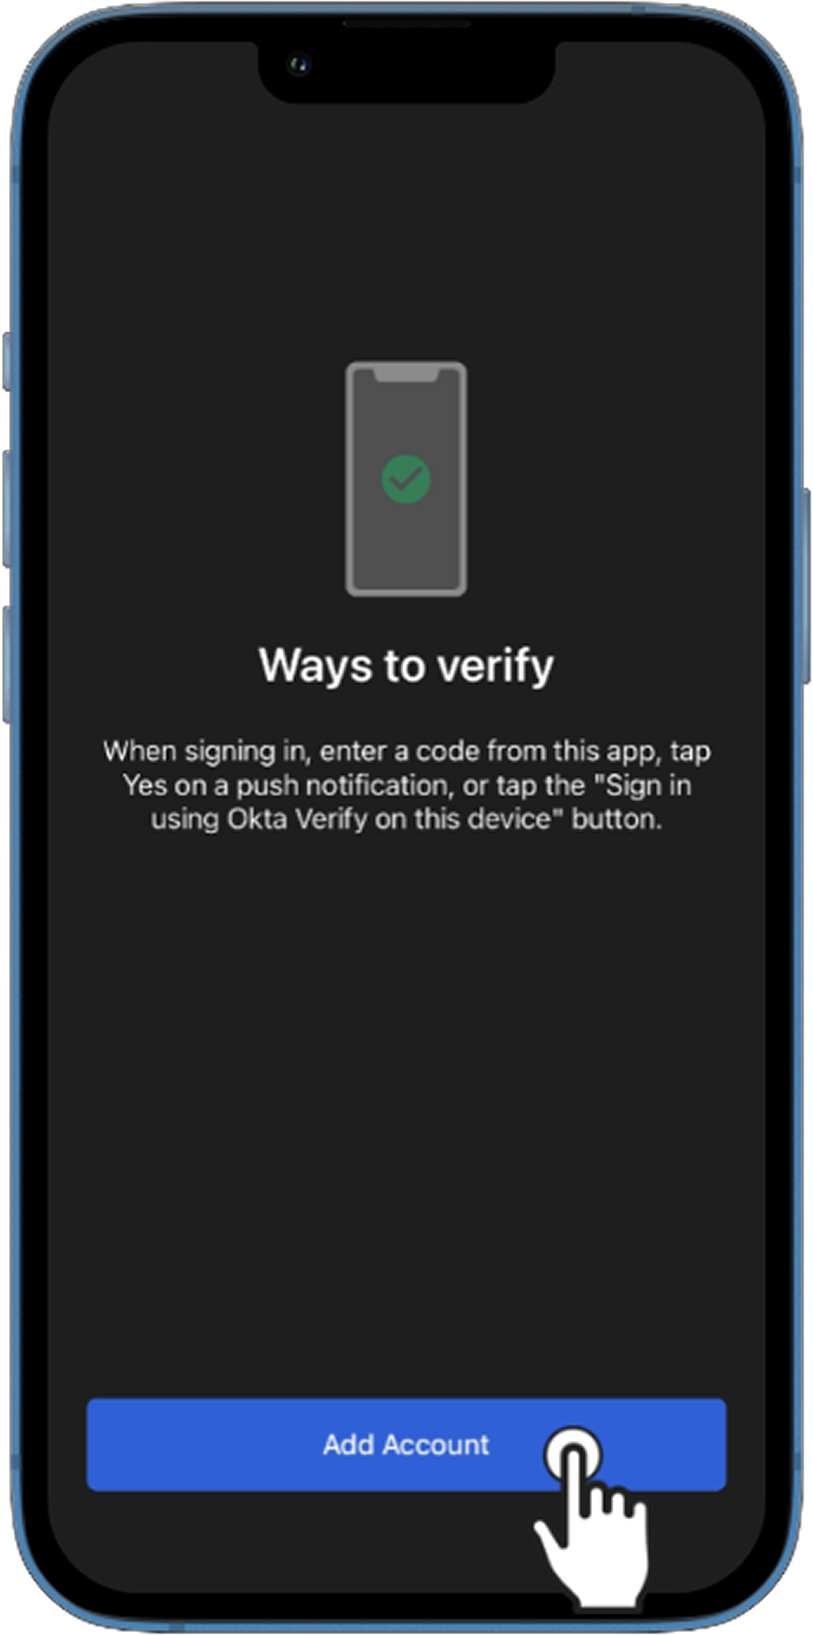 Ways to verify
When signing in, enter a code from this app, tap
Yes on a push notification, or tap the "Sign in
using Okta Verify on this device" button.
Add Account